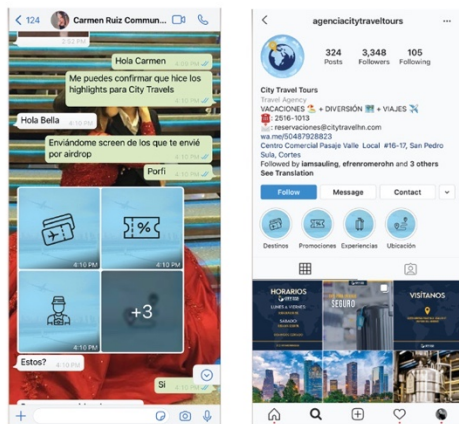 124
Carmen Ruiz Commun...
Hola Carmen
Me puedes confirmar que hice los
highlights para City Travels
Hola Bella
Enviándome screen de los que te envié
por airdrop
Porfi
4:10 PM
4:10 PM
4:10 PM
+3
Estos?
Si
agenciacitytraveltours
324
3,348
105
Posts
Followers
Following
City Travel Tours
Travel Agency
VACACIONES + DIVERSIÓN + VIAJES
: 2516-1013
: reservaciones@citytravelhn.com
wa.me/50487928823
Centro Comercial Pasaje Valle Local #16-17, San Pedro
Sula, Cortes
Followed by iamsauling, efrenromerohn and 3 others
See Translation
Follow
Message
Contact
Destinos
Promociones
Experiencias
Ubicación
HORARIOS
LUNES A VIERNES
SABADO
SEGURO
VISÍTANOS